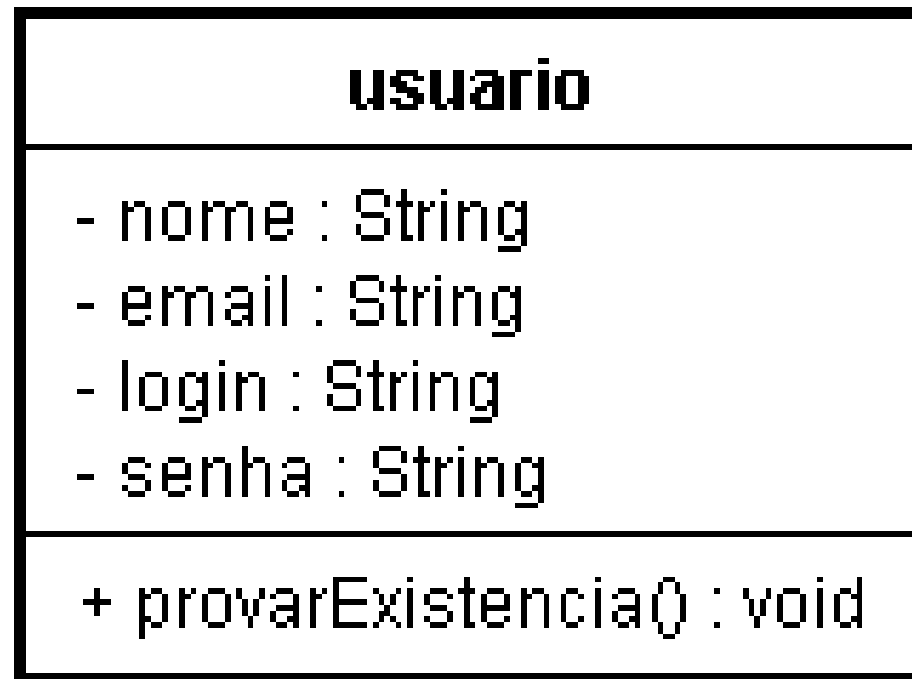 usuario
- nome : String
- email : String
- login : String
- senha : String
+ provarExistencia() : void